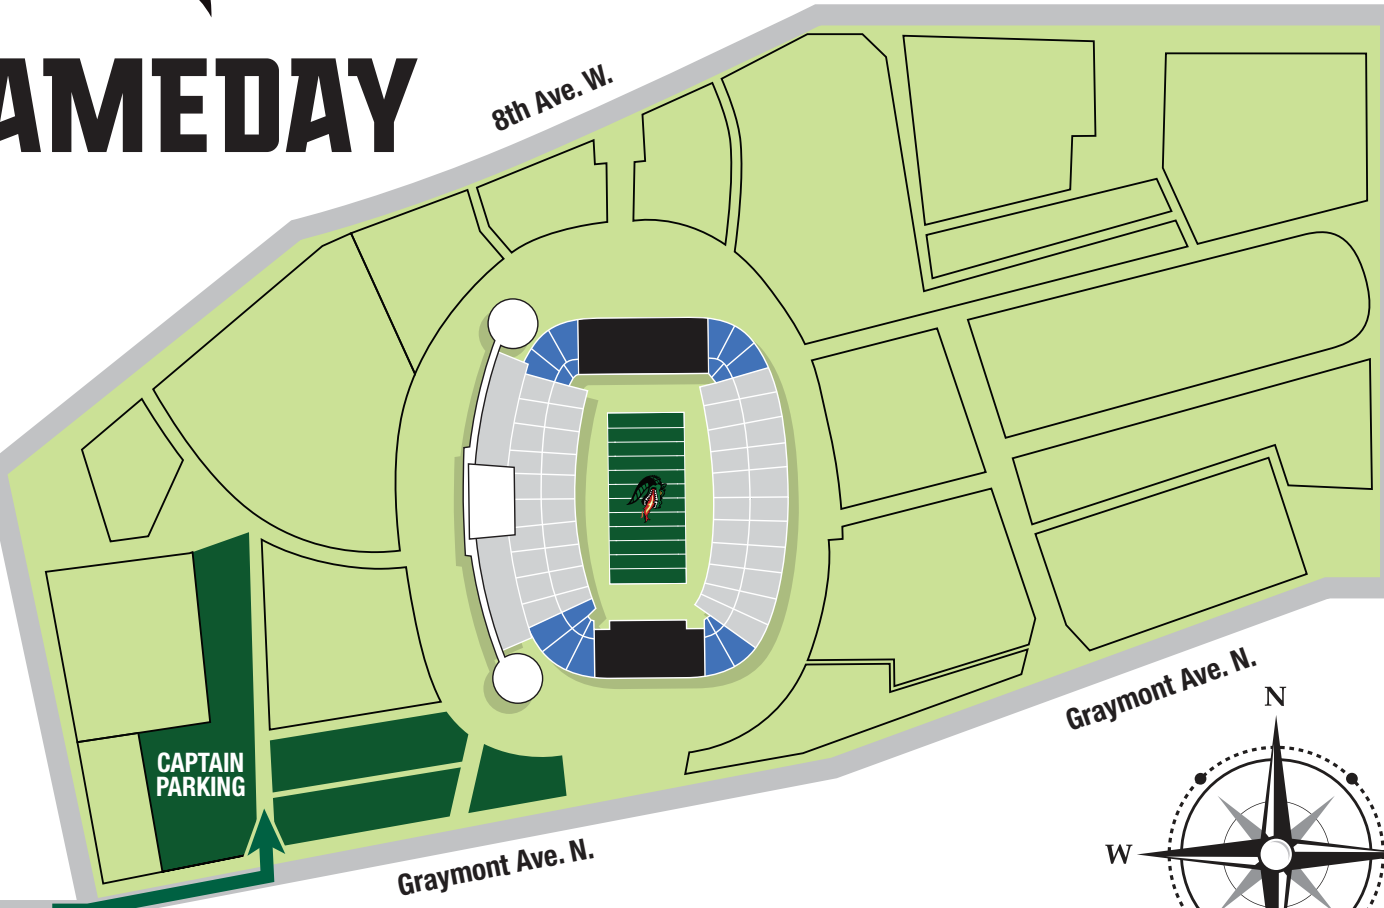 AMEDAY
8th Ave. W.
CAPTAIN
PARKING
Graymont Ave. N.
Graymont Ave. N.
N
W